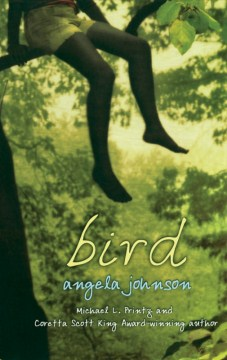 bird
angela johnson
Michael L. Printz and
Coretta Scott King Award-winning author